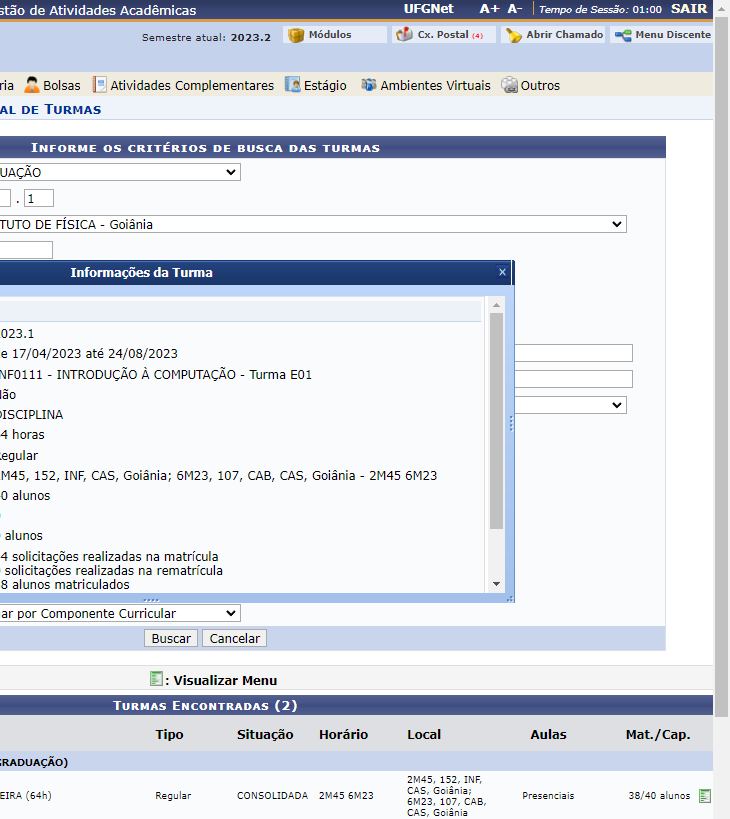 stão de Atividades Acadêmicas UFGNet A+ A- Tempo de Sessão: 01:00 SAIR
Semestre atual: 2023.2 Módulos Cx. Postal (4) Abrir Chamado Menu Discente
ria Bolsas Atividades Complementares Estágio Ambientes Virtuais Outros
AL DE TURMAS
INFORME OS CRITÉRIOS DE BUSCA DAS TURMAS
UAÇÃO
. 1
TUTO DE FÍSICA - Goiânia
Informações da Turma x
023.1
e 17/04/2023 até 24/08/2023
NF0111 - INTRODUÇÃO À COMPUTAÇÃO - Turma E01
ão
DISCIPLINA
4 horas
egular
2M45, 152, INF, CAS, Goiânia; 6M23, 107, CAB, CAS, Goiânia - 2M45 6M23
0 alunos
alunos
4 solicitações realizadas na matrícula
solicitações realizadas na rematrícula
8 alunos matriculados
ar por Componente Curricular
Buscar Cancelar
: Visualizar Menu
TURMAS ENCONTRADAS (2)
Tipo Situação Horário Local Aulas Mat./Cap.
GRADUAÇÃO)
EIRA (64h) Regular CONSOLIDADA 2M45 6M23 2M45, 152, INF,
CAS, Goiânia;
6M23, 107, CAB,
CAS, Goiânia Presenciais 38/40 alunos